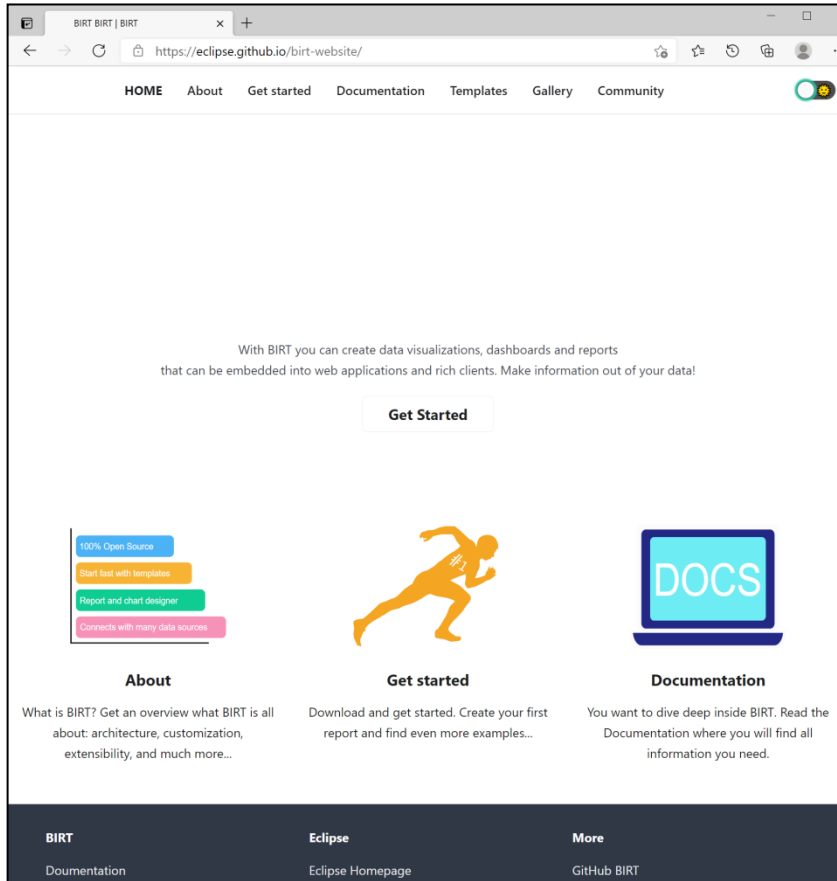 BIRT BIRT | BIRT
https://eclipse.github.io/birt-website/
HOME About Get started Documentation Templates Gallery Community
With BIRT you can create data visualizations, dashboards and reports
that can be embedded into web applications and rich clients. Make information out of your data!
Get Started
100% Open Source
Start fast with templates
Report and chart designer
Connects with many data sources
#1
DOCS
About
What is BIRT? Get an overview what BIRT is all
about: architecture, customization,
extensibility, and much more...
Get started
Download and get started. Create your first
report and find even more examples...
Documentation
You want to dive deep inside BIRT. Read the
Documentation where you will find all
information you need.
BIRT Eclipse More
Doumentation Eclipse Homepage GitHub BIRT